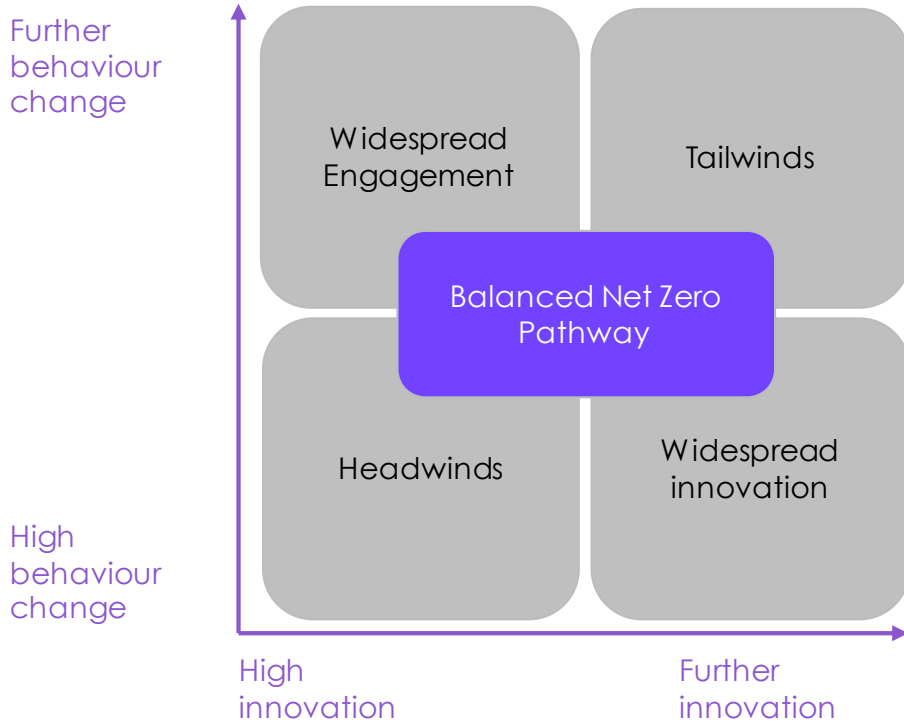 Further
behaviour
change
Widespread
Engagement
Tailwinds
Balanced Net Zero
Pathway
Headwinds
Widespread
innovation
High
behaviour
change
High
innovation
Further
innovation